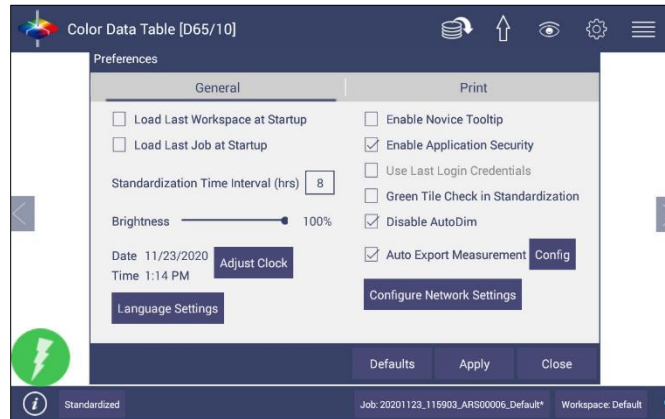 Color Data Table [D65/10]
Preferences
General
Print
Load Last Workspace at Startup
Load Last Job at Startup
Standardization Time Interval (hrs) 8
Brightness 100%
Date 11/23/2020
Time 1:14 PM
Adjust Clock
Language Settings
Enable Novice Tooltip
Enable Application Security
Use Last Login Credentials
Green Tile Check in Standardization
Disable AutoDim
Auto Export Measurement Config
Configure Network Settings
Defaults Apply Close
i Standardized Job: 20201123_115903_ARS00006_Default* Workspace: Default